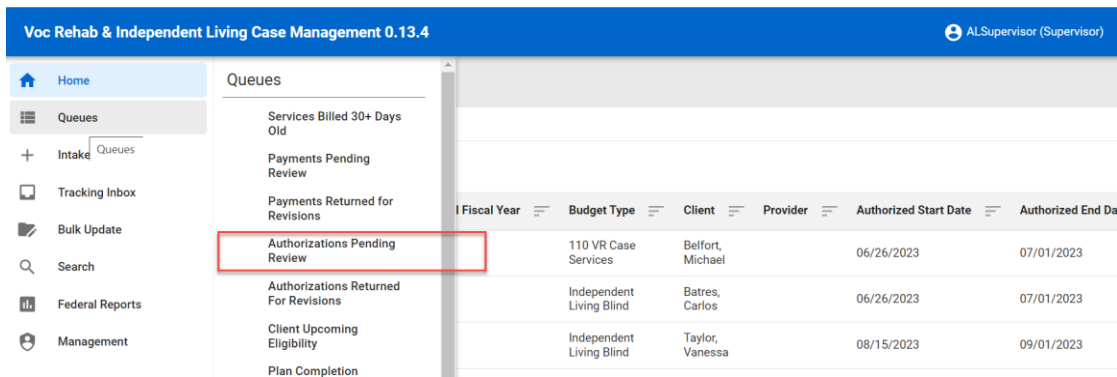 Voc Rehab & Independent Living Case Management 0.13.4
ALSupervisor (Supervisor)
Home
Queues
Intake
Queues
Tracking Inbox
Bulk Update
Search
Federal Reports
Management
Queues
Services Billed 30+ Days
Old
Payments Pending
Review
Payments Returned for
Revisions
Authorizations Pending
Review
Authorizations Returned
For Revisions
Client Upcoming
Eligibility
Plan Completion
l Fiscal Year Budget Type Client Provider Authorized Start Date Authorized End Da
110 VR Case Belfort,
Services Michael 06/26/2023 07/01/2023
Independent Batres,
Living Blind Carlos 06/26/2023 07/01/2023
Independent Taylor,
Living Blind Vanessa 08/15/2023 09/01/2023